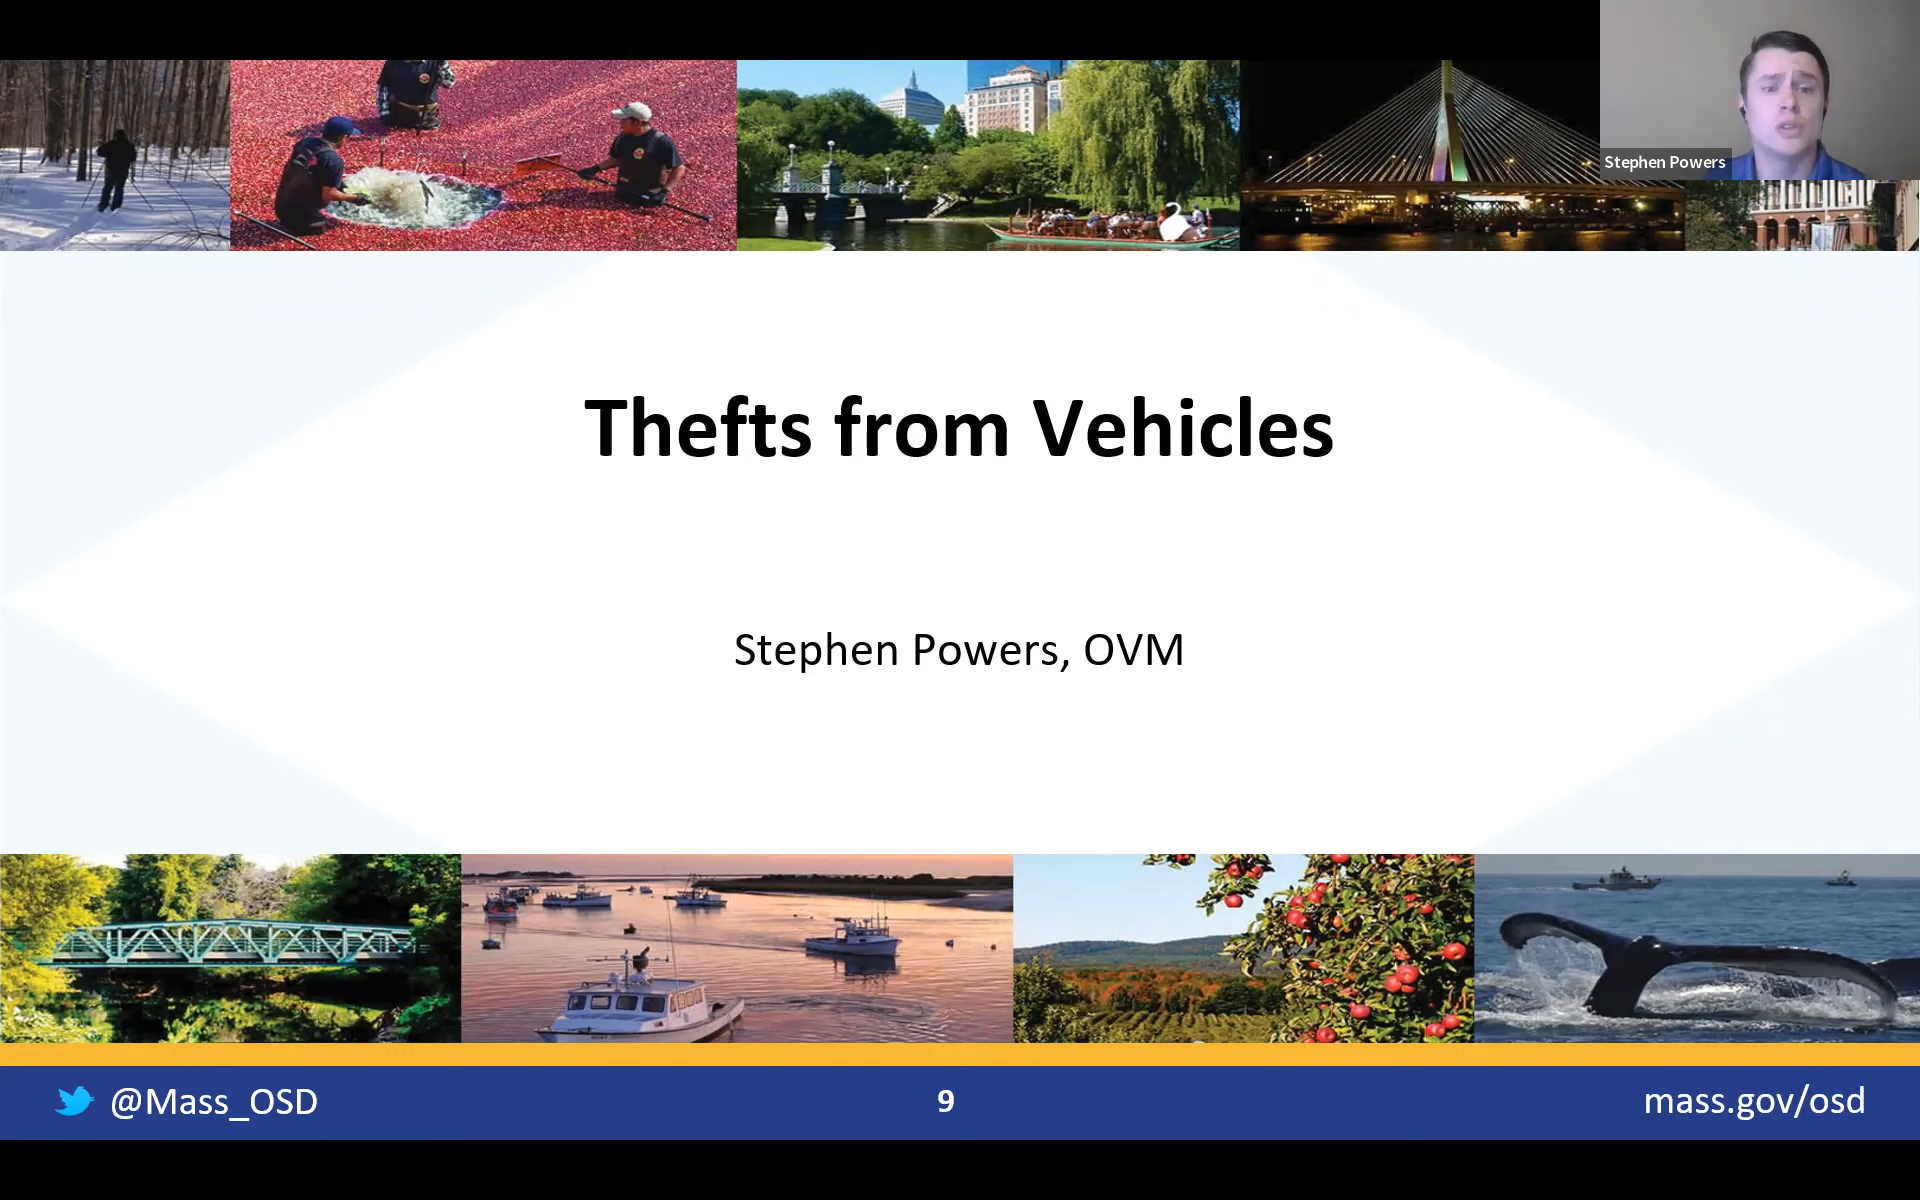 Stephen Powers
Thefts from Vehicles
Stephen Powers, OVM
@Mass_OSD
9
mass.gov/osd